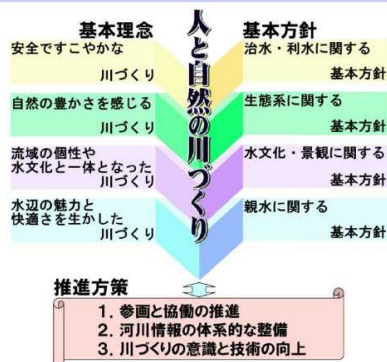 基本理念
人と自然の川づくり
基本方針
安全ですこやかな
川づくり
治水・利水に関する
基本方針
自然の豊かさを感じる
川づくり
生態系に関する
基本方針
流域の個性や
水文化と一体となった
川づくり
水文化・景観に関する
基本方針
水辺の魅力と
快適さを生かした
川づくり
親水に関する
基本方針
推進方策
1. 参画と協働の推進
2. 河川情報の体系的な整備
3. 川づくりの意識と技術の向上